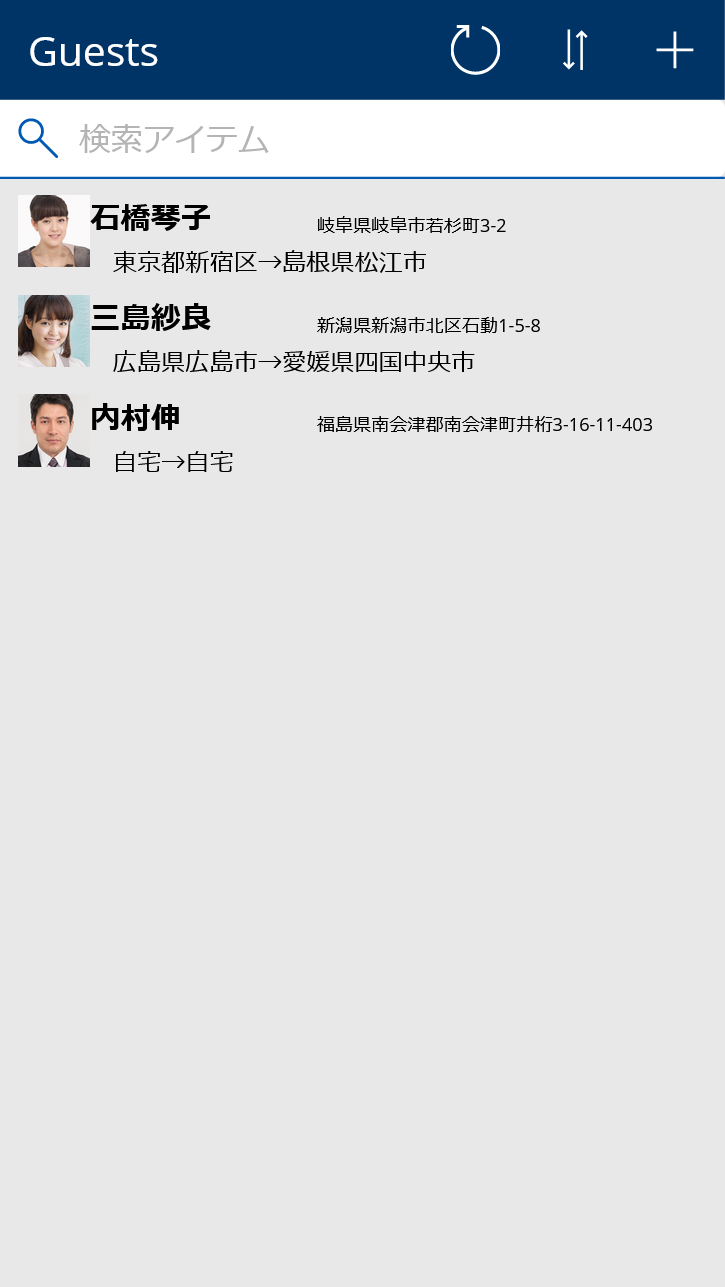 Guests
検索アイテム
石橋琴子 岐阜県岐阜市若杉町3-2
東京都新宿区→島根県松江市
三島紗良 新潟県新潟市北区石動1-5-8
広島県広島市→愛媛県四国中央市
内村伸 福島県南会津郡南会津町井桁3-16-11-403
自宅→自宅